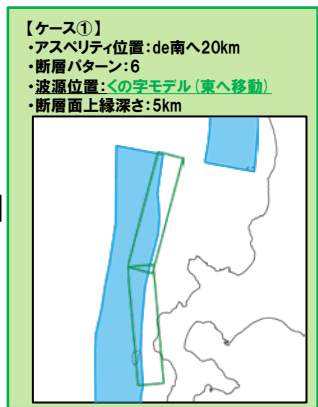 【ケース①】
・アスペリティ位置:de南へ20km
・断層パターン:6
・波源位置:くの字モデル(東へ移動)
・断層面上縁深さ:5km